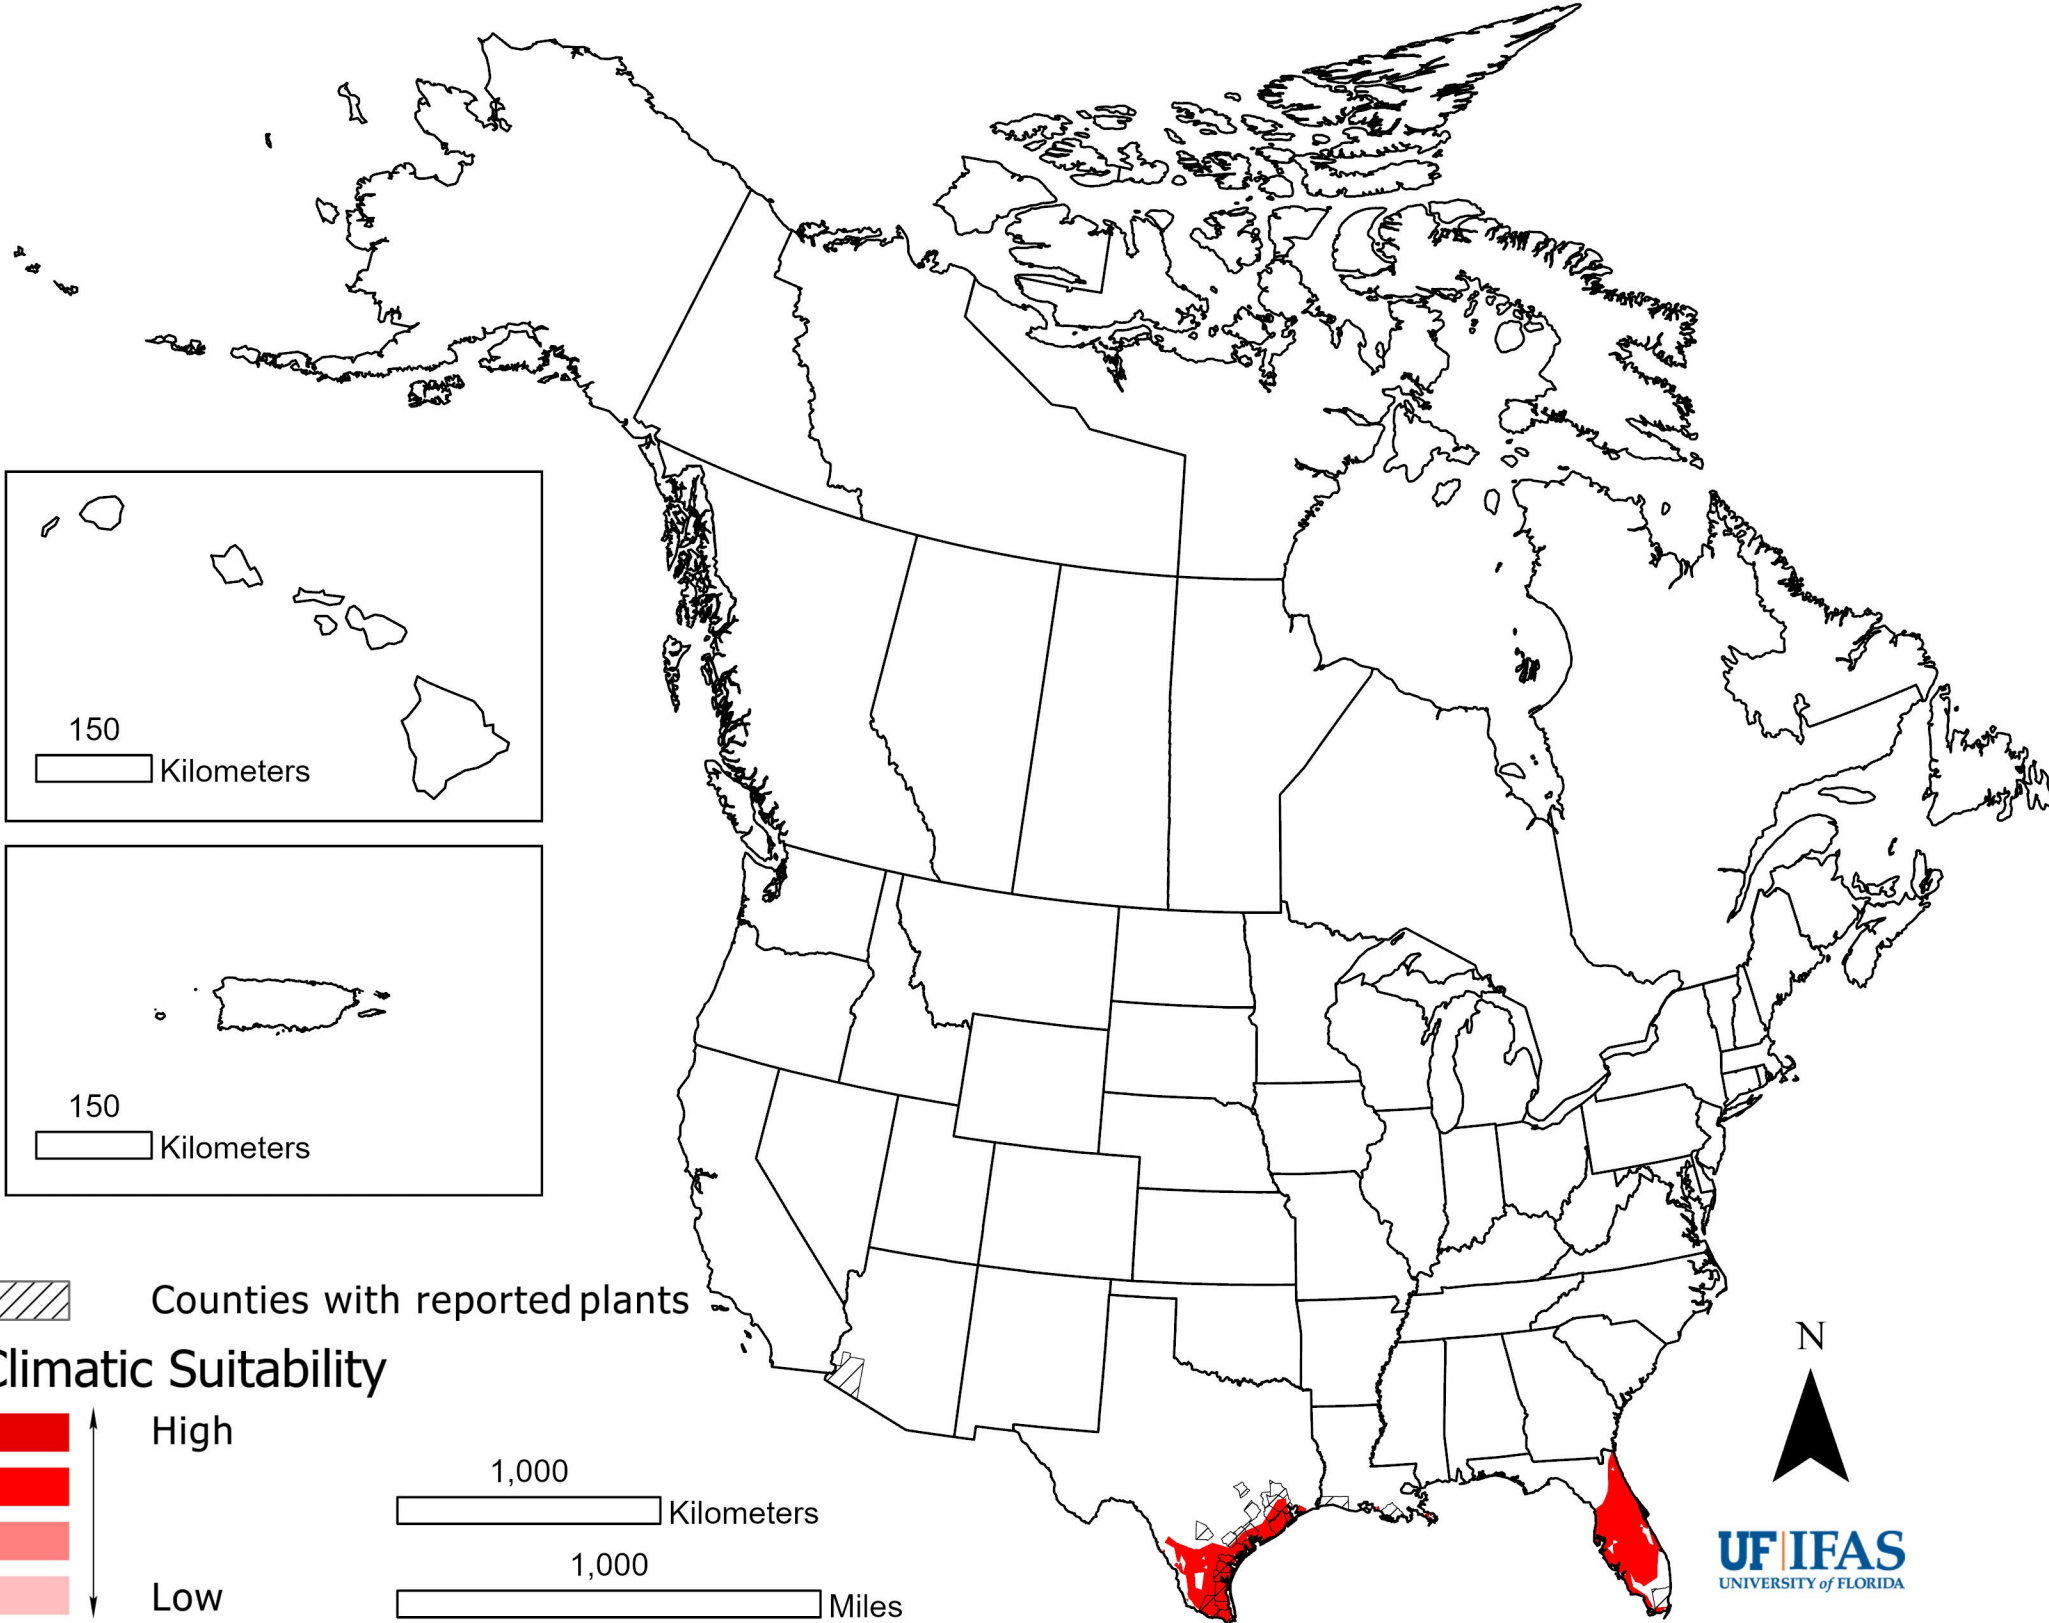 150
Kilometers
150
Kilometers
Counties with reported plants
Climatic Suitability
High
Low
1,000
Kilometers
1,000
Miles
N
UF|IFAS
UNIVERSITY of FLORIDA